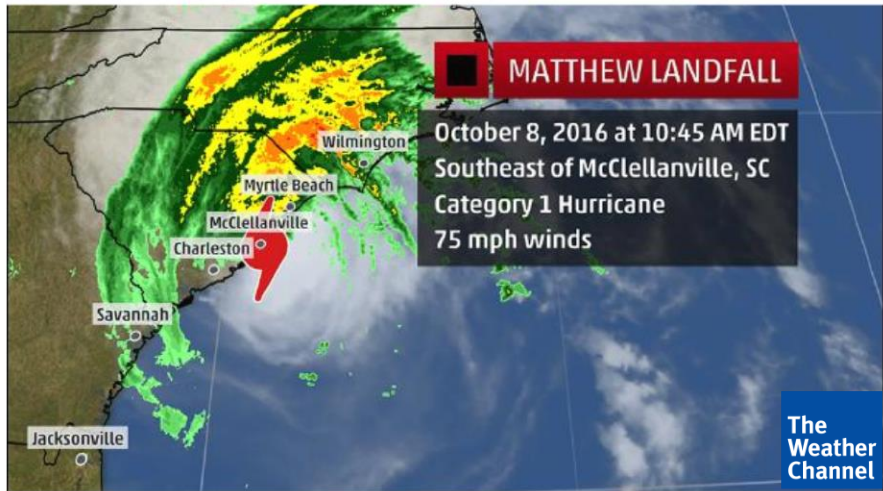 MATTHEW LANDFALL
October 8, 2016 at 10:45 AM EDT
Southeast of McClellanville, SC
Category 1 Hurricane
75 mph winds
Wilmington
Myrtle Beach
McClellanville
Charleston
Savannah
Jacksonville
The
Weather
Channel